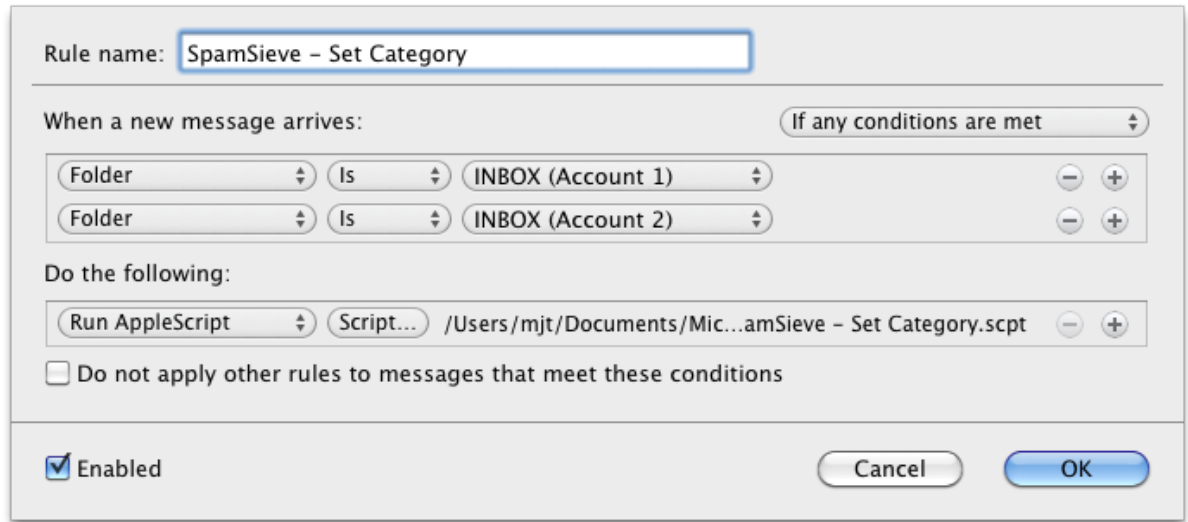 Rule name: SpamSieve – Set Category
When a new message arrives: If any conditions are met
Folder Is INBOX (Account 1)
Folder Is INBOX (Account 2)
Do the following:
Run AppleScript Script... /Users/mjt/Documents/Mic...amSieve – Set Category.scpt
Do not apply other rules to messages that meet these conditions
Enabled Cancel OK